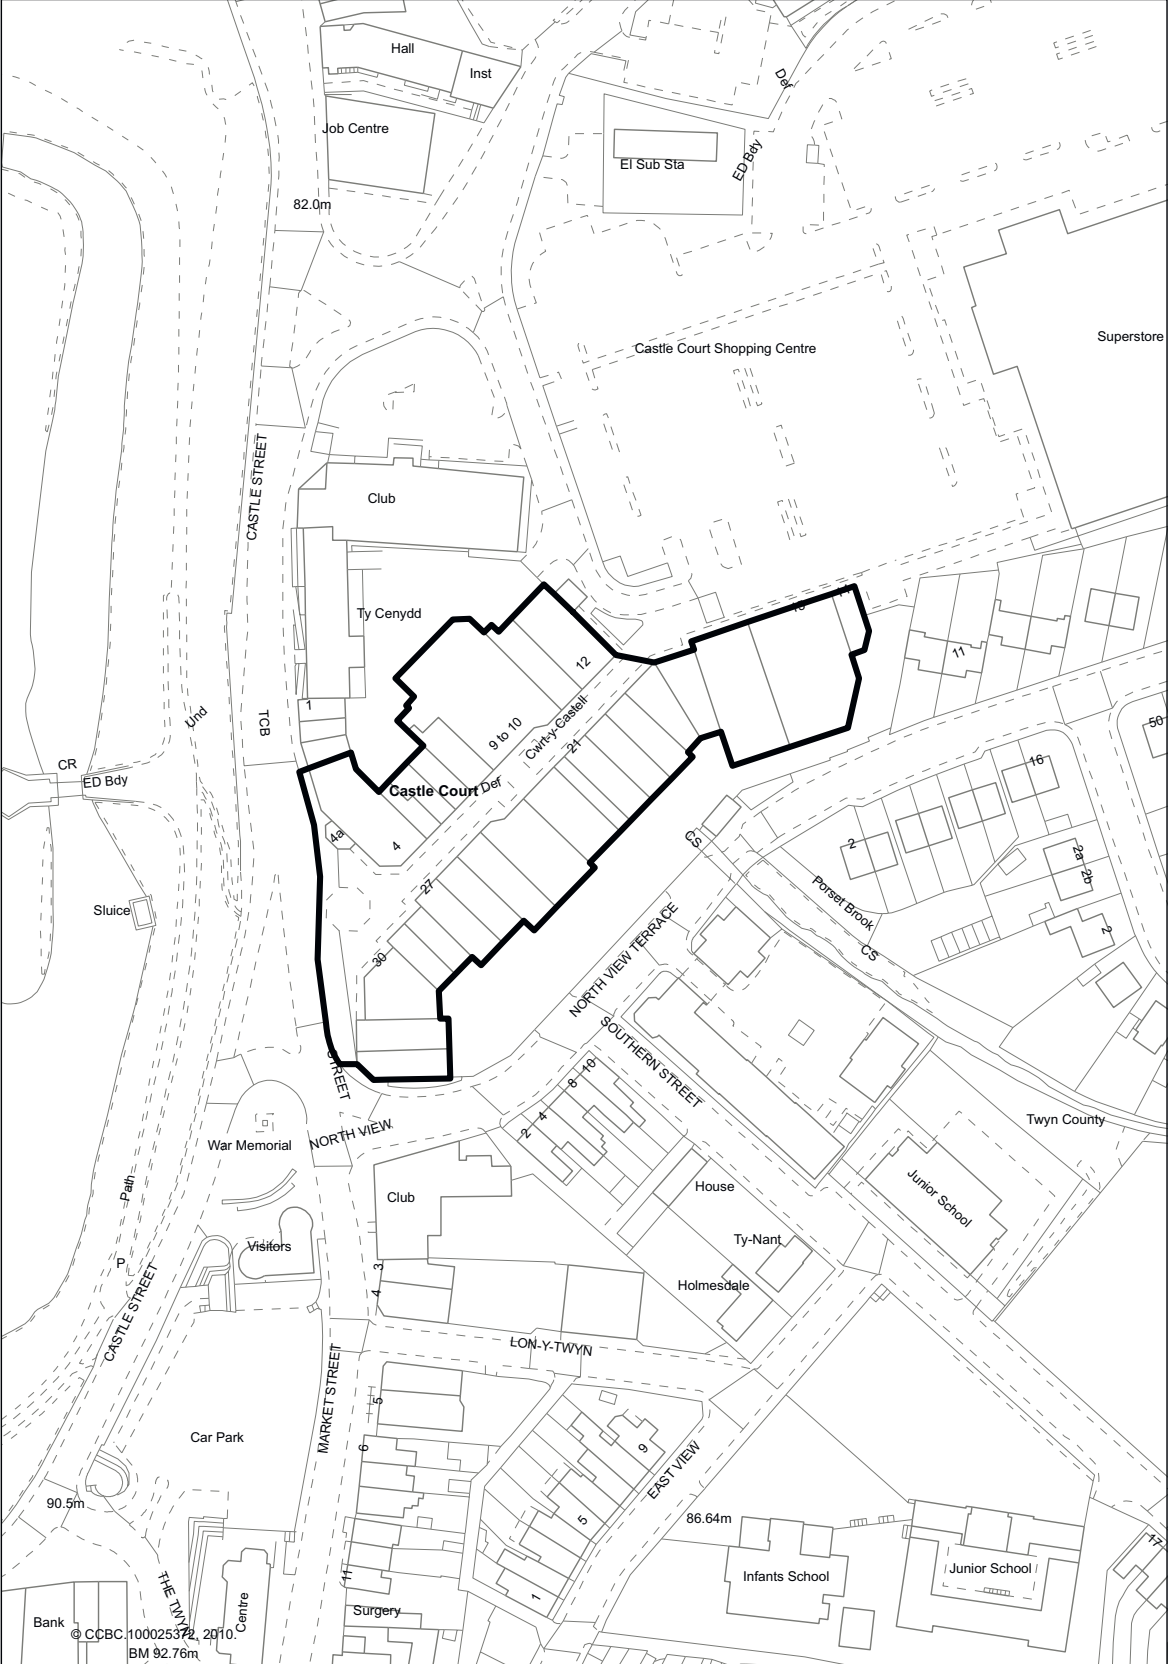 Hall
Inst
Def
Job Centre
El Sub Sta
ED Bdy
82.0m
Castle Court Shopping Centre
Superstore
CASTLE STREET
Club
Ty Cenydd
12
11
1
Und
TCB
9 to 10
Cwrt-y-Castell
21
50
CR
ED Bdy
16
Castle Court
Def
4a
4
CS
2
2a
2b
27
Porset Brook
Sluice
2
CS
30
NORTH VIEW TERRACE
SOUTHERN STREET
STREET
8
10
4
2
Twyn County
War Memorial
NORTH VIEW
Path
Club
House
Junior School
Ty-Nant
Visitors
P
3
Holmesdale
4
CASTLE STREET
LON-Y-TWYN
MARKET STREET
5
Car Park
6
9
EAST VIEW
90.5m
5
86.64m
17
11
1
Infants School
Junior School
THE TWYN
Centre
Surgery
Bank
© CCBC.100025372, 2010.
BM 92.76m